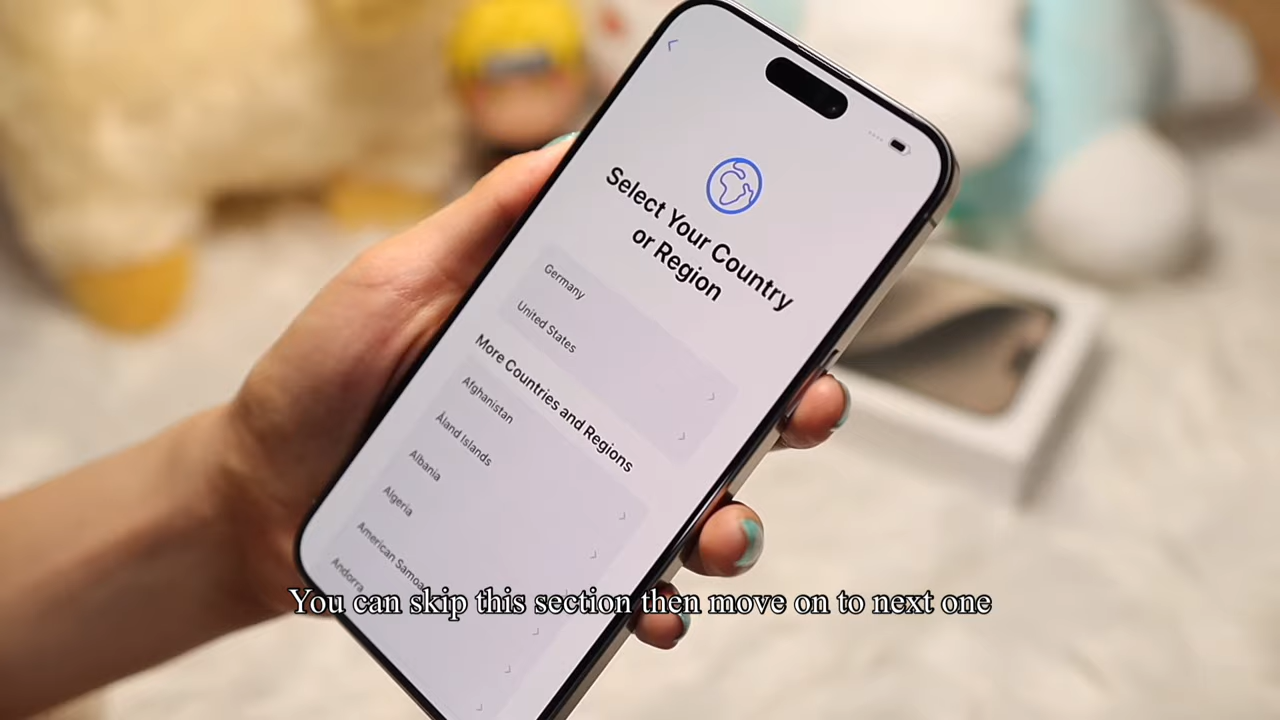 Select Your Country
or Region
Germany
United States
More Countries and Regions
Afghanistan
Åland Islands
Albania
Algeria
American Samoa
Andorra
You can skip this section then move on to next one